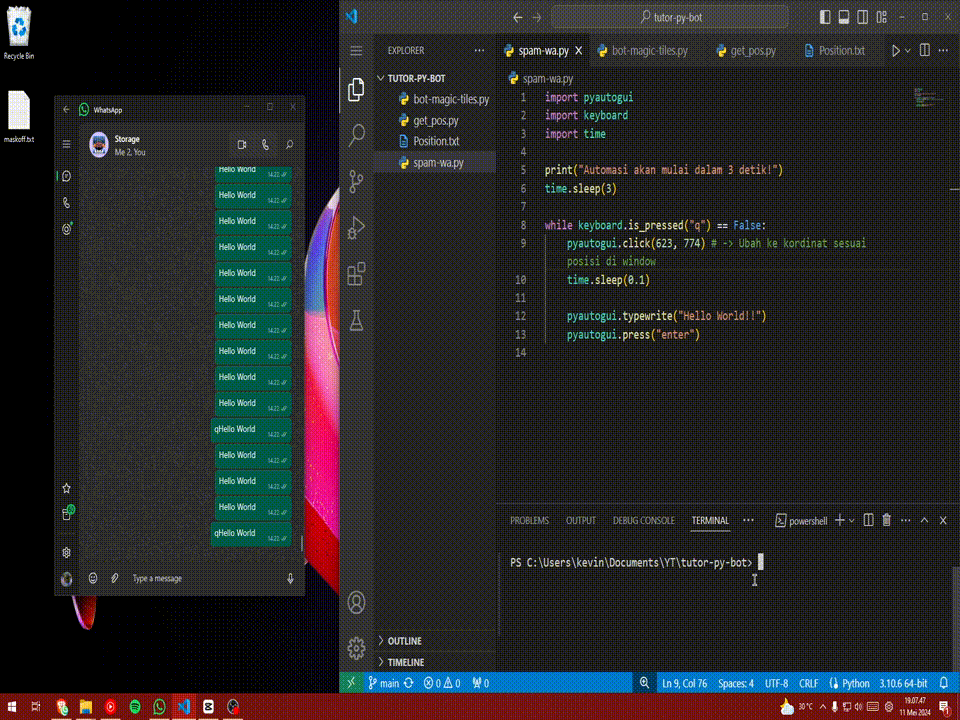 Recycle Bin
maskoff.txt
WhatsApp
Storage
Me 2, You
Hello World
14.22
Hello World
14.22
Hello World
14.22
Hello World
14.22
Hello World
14.22
Hello World
14.22
Hello World
14.22
Hello World
14.22
Hello World
14.22
Hello World
14.22
qHello World
14.22
Hello World
14.22
Hello World
14.22
Hello World
14.22
qHello World
14.22
Type a message
tutor-py-bot
EXPLORER
TUTOR-PY-BOT
bot-magic-tiles.py
get_pos.py
Position.txt
spam-wa.py
OUTLINE
TIMELINE
spam-wa.py
bot-magic-tiles.py
get_pos.py
Position.txt
spam-wa.py
1 import pyautogui
2 import keyboard
3 import time
4
5 print("Automasi akan mulai dalam 3 detik!")
6 time.sleep(3)
7
8 while keyboard.is_pressed("q") == False:
9 pyautogui.click(623, 774) # -> Ubah ke kordinat sesuai
posisi di window
10 time.sleep(0.1)
11
12 pyautogui.typewrite("Hello World!!")
13 pyautogui.press("enter")
14
PROBLEMS OUTPUT DEBUG CONSOLE TERMINAL powershell
PS C:\Users\kevin\Documents\YT\tutor-py-bot>
main 0 0 0 Ln 9, Col 76 Spaces: 4 UTF-8 CRLF Python 3.10.6 64-bit
30°C
19.07.47
11 Mei 2024